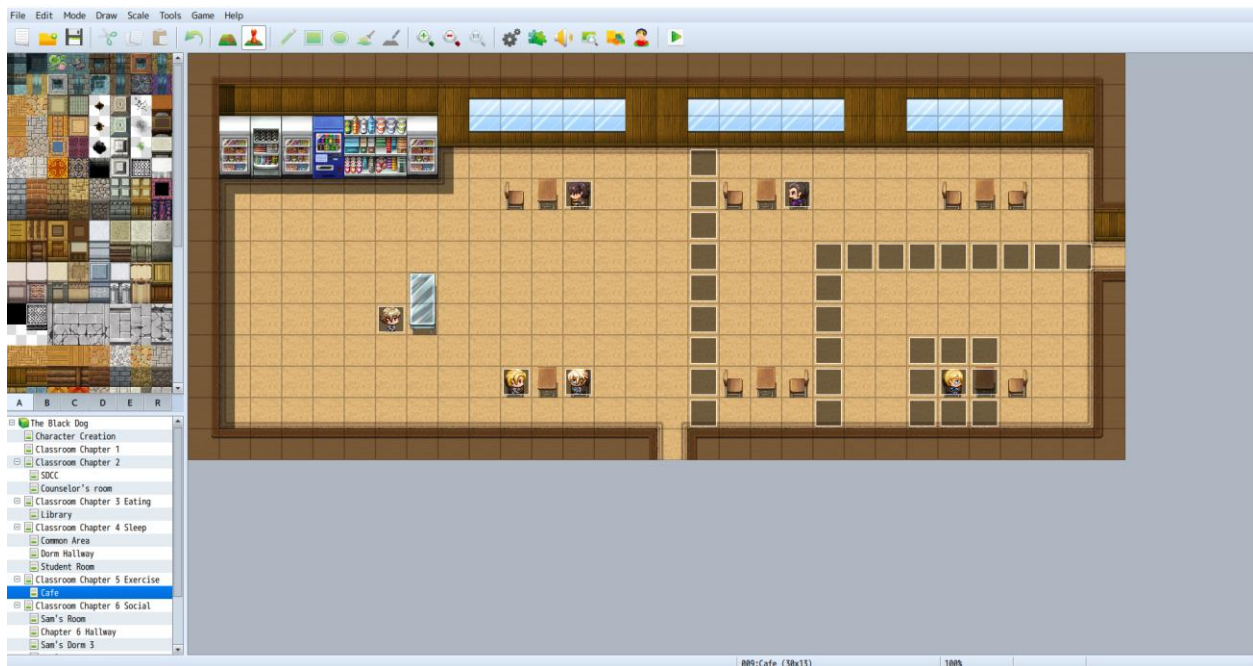 File Edit Mode Draw Scale Tools Game Help
A B C D E R
The Black Dog
Character Creation
Classroom Chapter 1
Classroom Chapter 2
SDCC
Counselor's room
Classroom Chapter 3 Eating
Library
Classroom Chapter 4 Sleep
Common Area
Dorm Hallway
Student Room
Classroom Chapter 5 Exercise
Cafe
Classroom Chapter 6 Social
Sam's Room
Chapter 6 Hallway
Sam's Dorm 3
009:Cafe (30x13) 100%